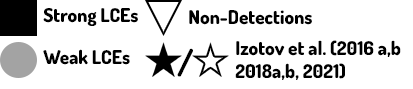 Strong LCEs
Non-Detections
Weak LCEs
/
Izotov et al. (2016 a,b
2018a,b, 2021)